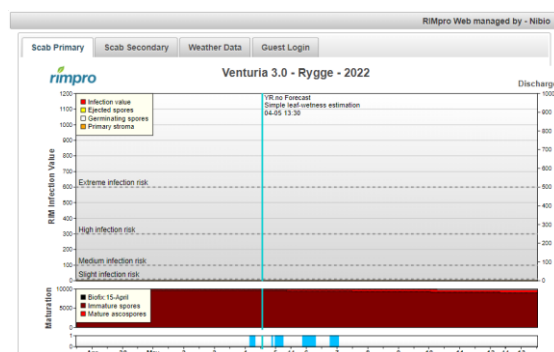 RIMpro Web managed by - Nibio
Scab Primary
Scab Secondary
Weather Data
Guest Login
rimpro
Venturia 3.0 - Rygge - 2022
Discharge
1200
1100
1000
900
800
700
600
500
400
300
200
100
0
RIM Infection Value
Infection value
Ejected spores
Germinating spores
Primary stroma
YR.no Forecast
Simple leaf-wetness estimation
04-05 13:30
Extreme infection risk
High infection risk
Medium infection risk
Slight infection risk
1000
900
800
700
600
500
400
300
200
100
0
Maturation
10000
5000
0
Biofix:15-April
Immature spores
Mature ascospores
1
0